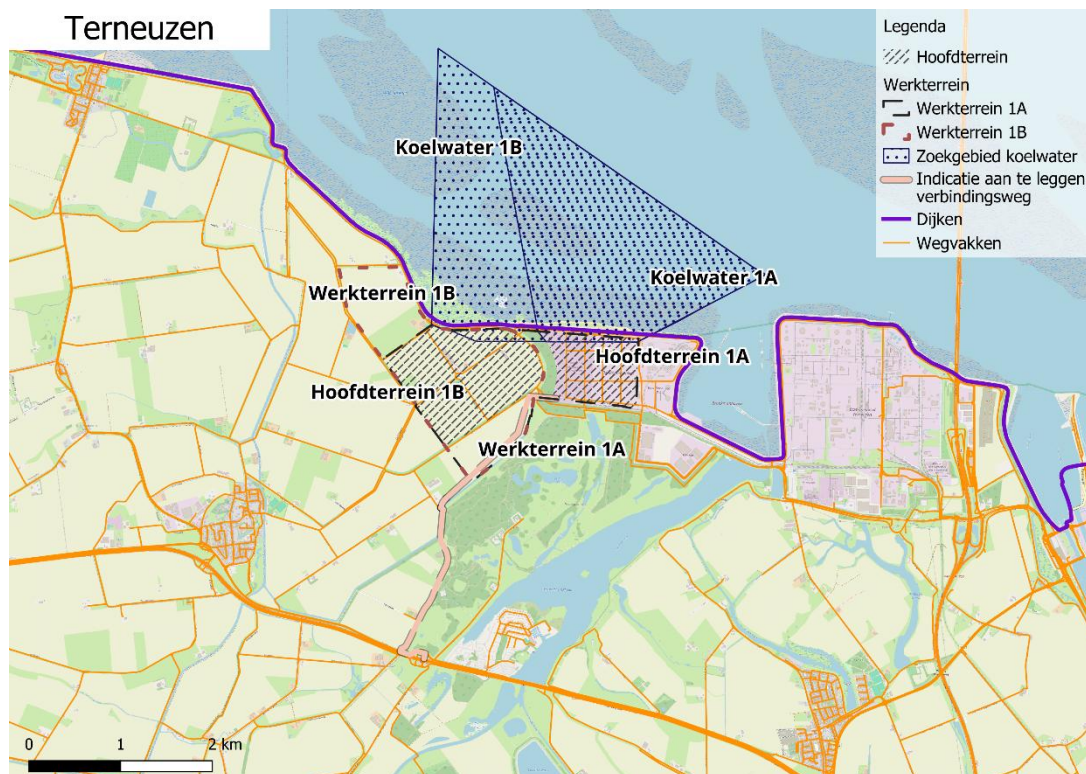 Terneuzen
Legenda
Hoofdterrein
Werkterrein
Werkterrein 1A
Werkterrein 1B
Zoekgebied koelwater
Indicatie aan te leggen
verbindingsweg
Dijken
Wegvakken
Koelwater 1B
Koelwater 1A
Werkterrein 1B
Hoofdterrein 1A
Hoofdterrein 1B
Werkterrein 1A
0 1 2 km